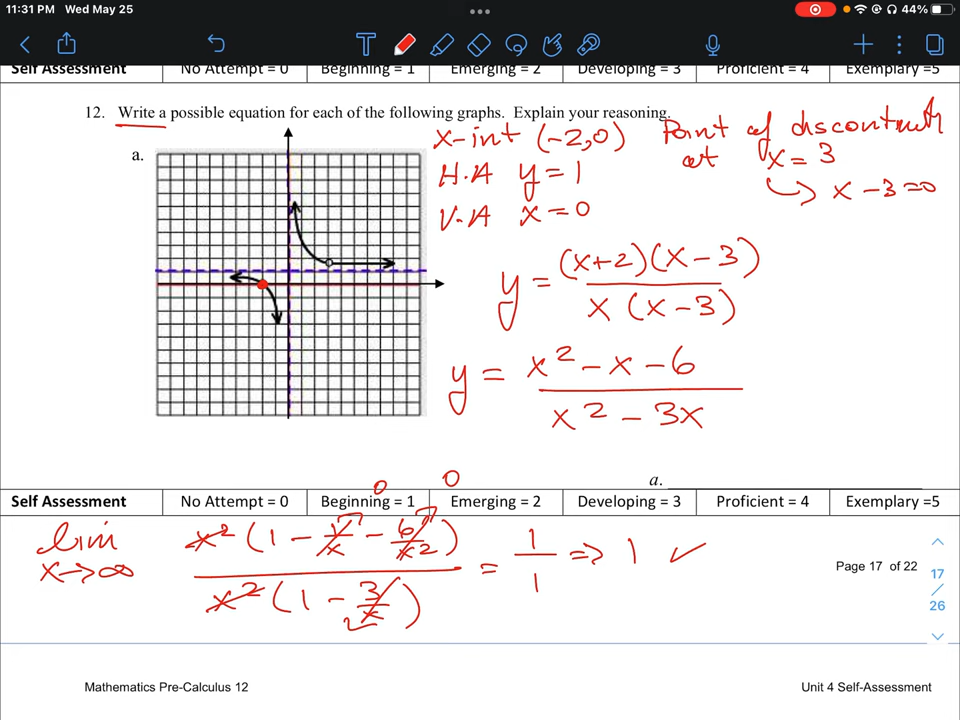 11:31 PM Wed May 25
44%
Self Assessment No Attempt = 0 Beginning = 1 Emerging = 2 Developing = 3 Proficient = 4 Exemplary =5
12. Write a possible equation for each of the following graphs. Explain your reasoning.
a.
x-int (-2,0)
H.A y = 1
V.A x = 0
Point of discontinuity
at x = 3
↳ x - 3 = 0
y = (x+2)(x-3) / x (x-3)
y = x² - x - 6 / x² - 3x
a. ______
Self Assessment No Attempt = 0 Beginning = 1 Emerging = 2 Developing = 3 Proficient = 4 Exemplary =5
0 0
lim x→∞ x² (1 - 1/x - 6/x²) / x² (1 - 3/x) = 1/1 => 1 ✓
Page 17 of 22
17
/
26
Mathematics Pre-Calculus 12 Unit 4 Self-Assessment